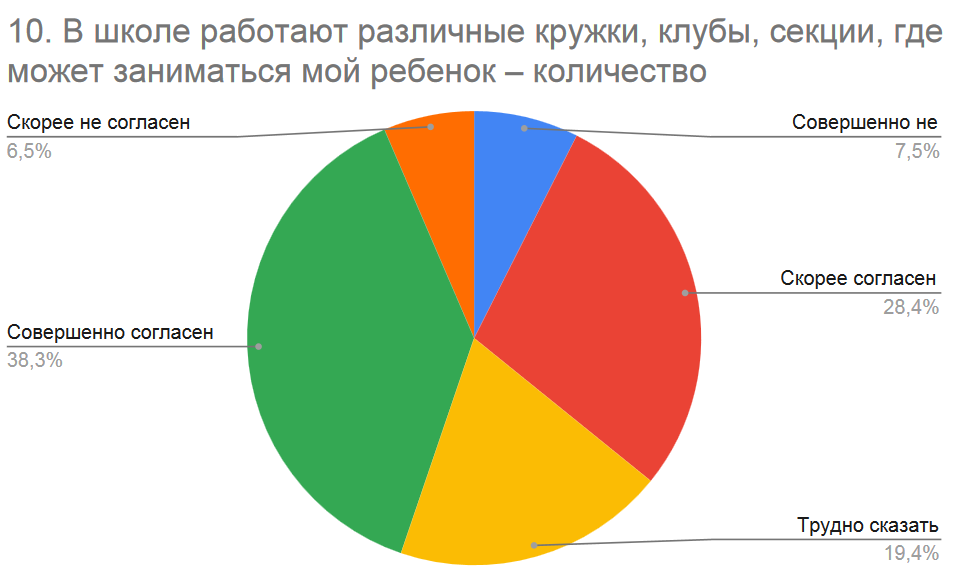 10. В школе работают различные кружки, клубы, секции, где
может заниматься мой ребенок – количество
Скорее не согласен
6,5%
Совершенно не
7,5%
Скорее согласен
28,4%
Совершенно согласен
38,3%
Трудно сказать
19,4%